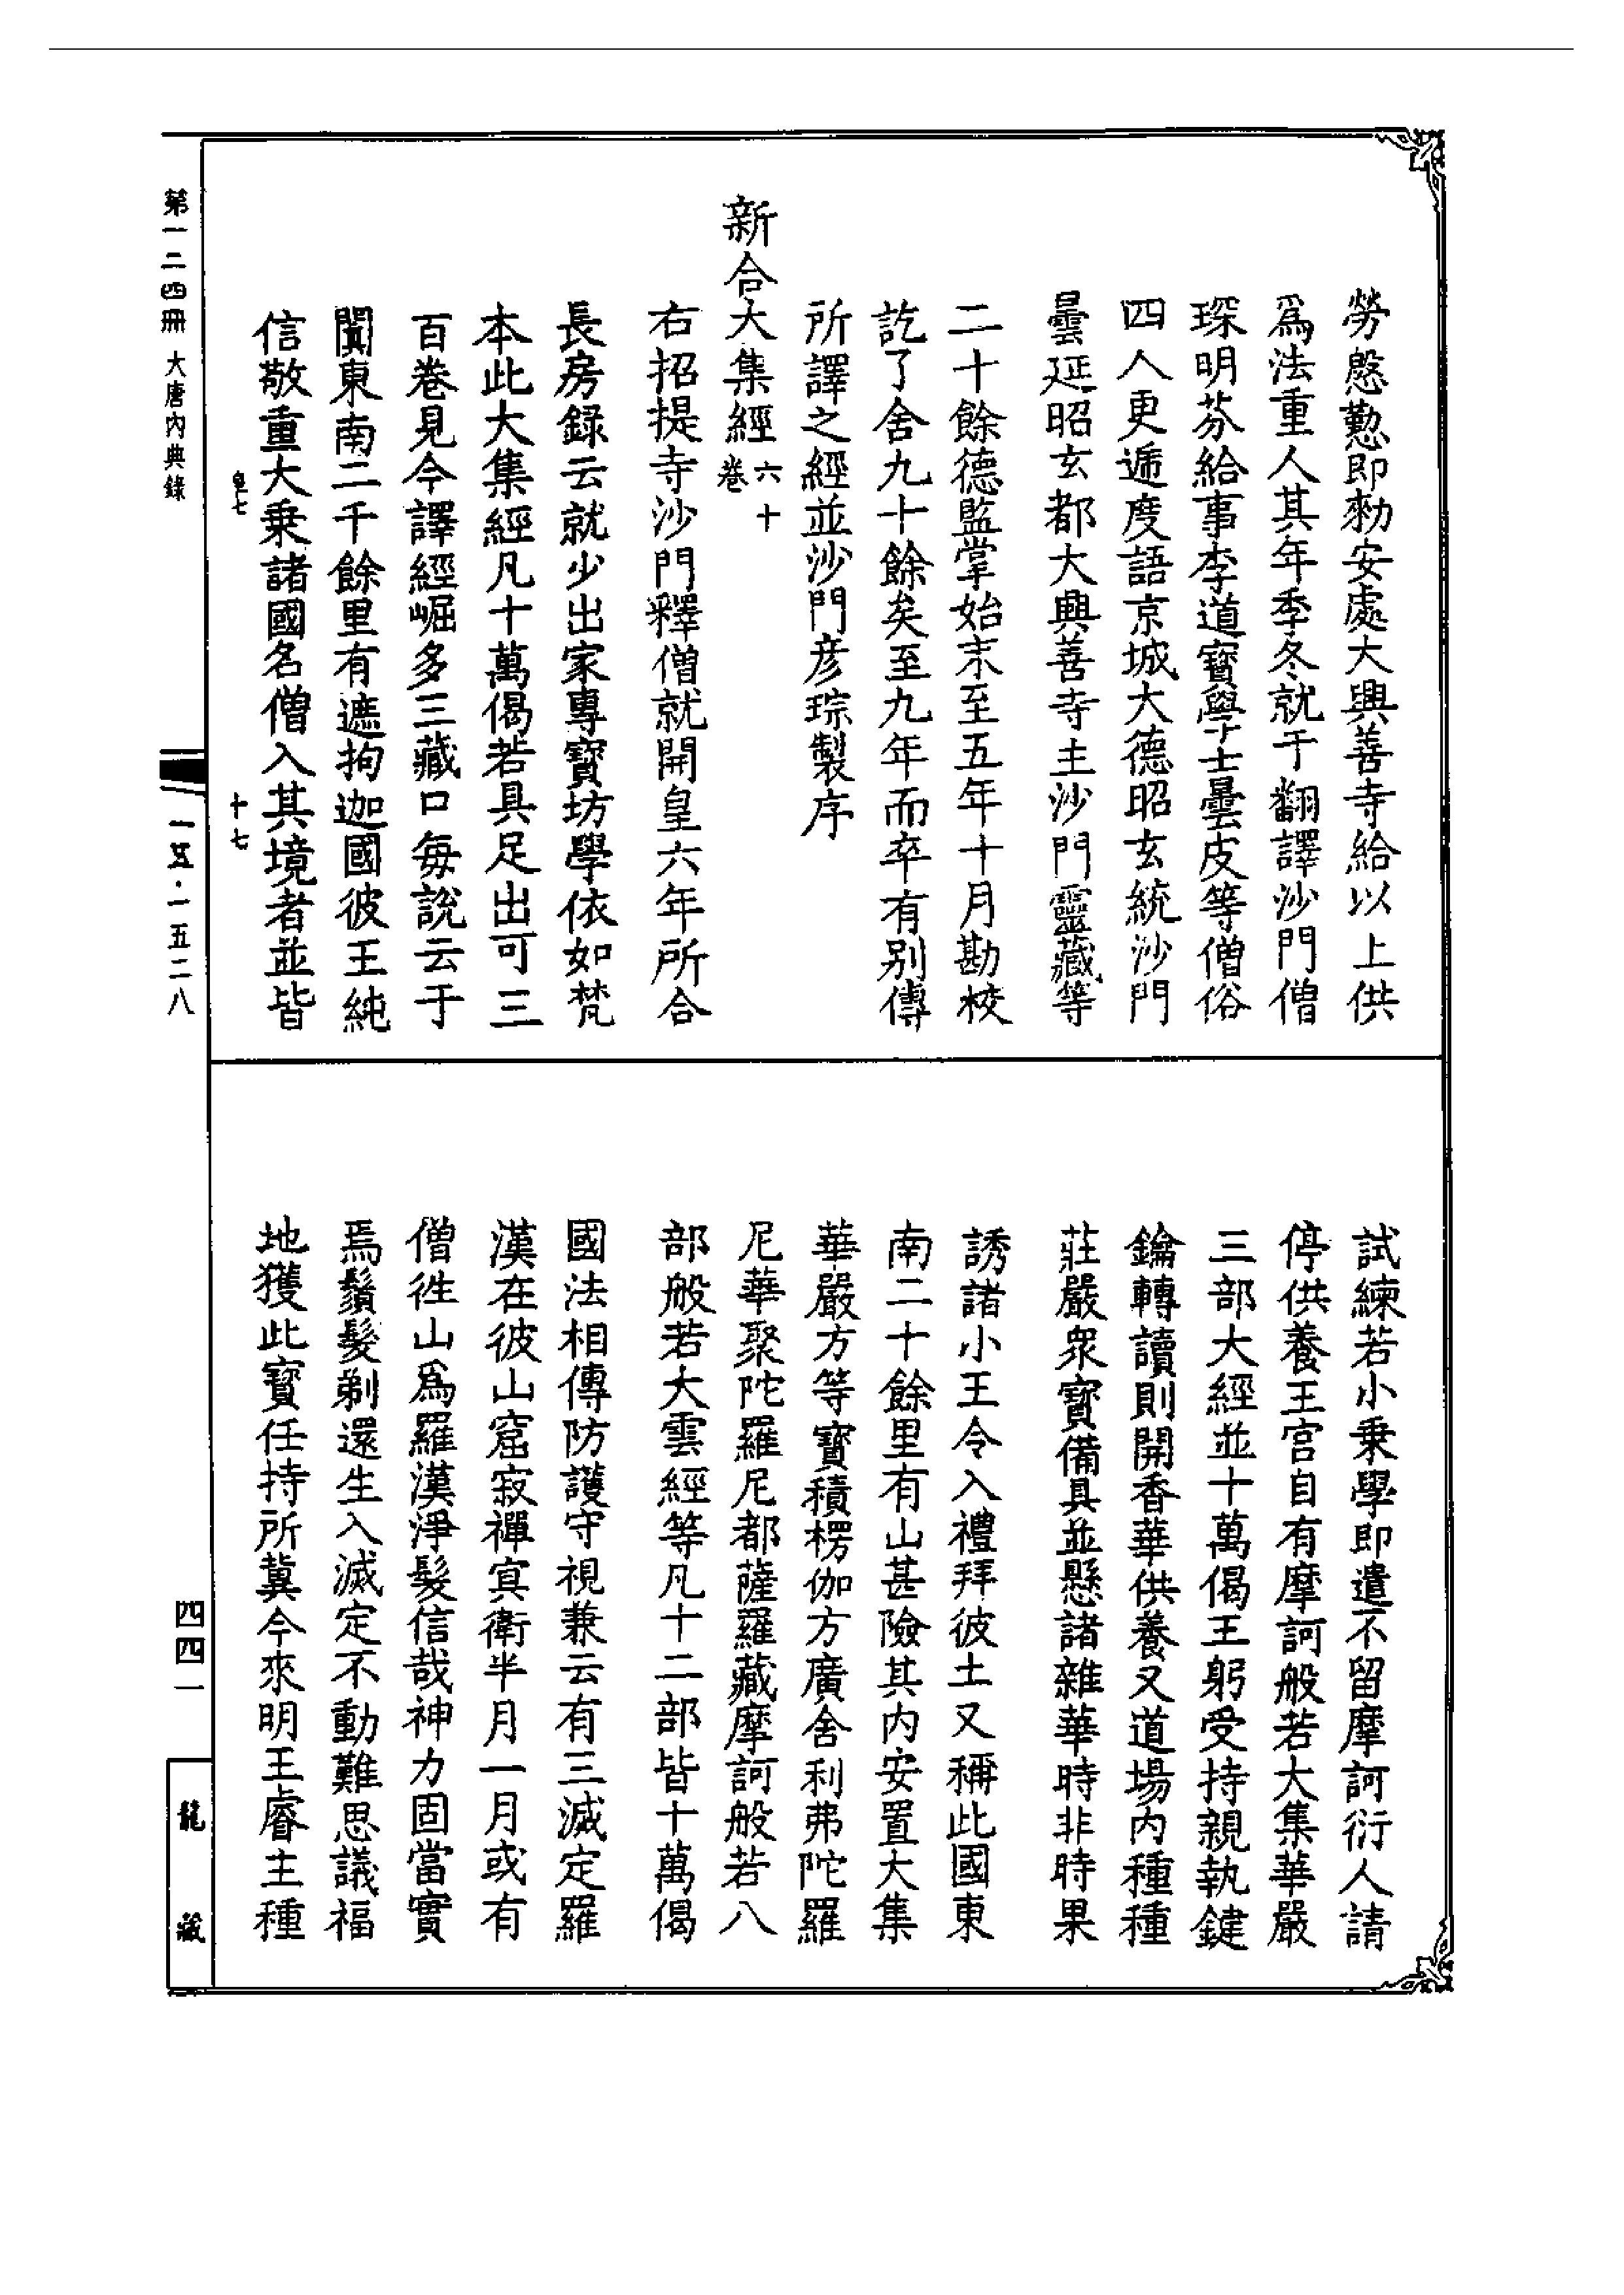 勞慇懃即勑安處大興善寺給以上供
爲法重人其年季冬就于翻譯沙門僧
琛明芬給事李道寶學士曇皮等僧俗
四人更遞度語京城大德昭玄統沙門
曇延昭玄都大興善寺主沙門靈藏等
二十餘德監掌始末至五年十月勘校
訖了舍九十餘矣至九年而卒有別傳
所譯之經並沙門彥琮製序
新合大集經六十卷
右招提寺沙門釋僧就開皇六年所合
長房録云就少出家專寶坊學依如梵
本此大集經凡十萬偈若具足出可三
百卷見今譯經崛多三藏口每說云于
闐東南二千餘里有遮拘迦國彼王純
信敬重大乘諸國名僧入其境者並皆
皇七
十七
試練若小乘學即遣不留摩訶衍人請
停供養王宮自有摩訶般若大集華嚴
三部大經並十萬偈王躬受持親執鍵
鑰轉讀則開香華供養又道場內種種
莊嚴衆寶備具並懸諸雜華時非時果
誘諸小王令入禮拜彼土又稱此國東
南二十餘里有山甚險其内安置大集
華嚴方等寶積楞伽方廣舍利弗陀羅
尼華聚陀羅尼都薩羅藏摩訶般若八
部般若大雲經等凡十二部皆十萬偈
國法相傳防護守視兼云有三滅定羅
漢在彼山窟寂禪寘衛半月一月或有
僧徃山爲羅漢淨髮信哉神力固當實
焉鬚髮剃還生入滅定不動難思議福
地獲此寶任持所冀今來明王睿主種
第一二四冊 大唐內典錄
一五五·一五二八
四四一
龍藏